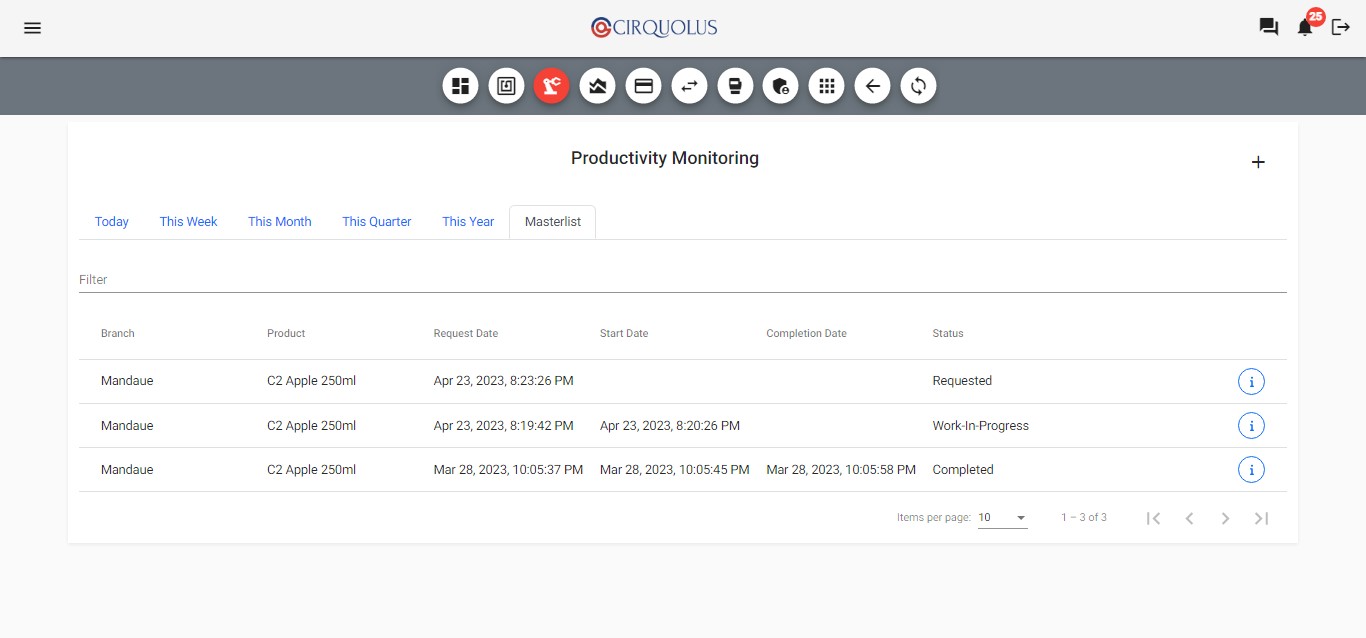 CIRQUOLUS
25
Productivity Monitoring
Today This Week This Month This Quarter This Year Masterlist
Filter
Branch Product Request Date Start Date Completion Date Status
Mandaue C2 Apple 250ml Apr 23, 2023, 8:23:26 PM Requested
Mandaue C2 Apple 250ml Apr 23, 2023, 8:19:42 PM Apr 23, 2023, 8:20:26 PM Work-In-Progress
Mandaue C2 Apple 250ml Mar 28, 2023, 10:05:37 PM Mar 28, 2023, 10:05:45 PM Mar 28, 2023, 10:05:58 PM Completed
Items per page: 10 1 – 3 of 3